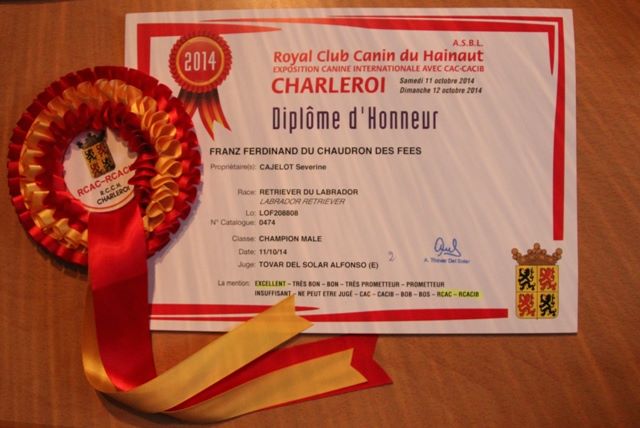 A.S.B.L.
Royal Club Canin du Hainaut
EXPOSITION CANINE INTERNATIONALE AVEC CAC-CACIB
CHARLEROI
Samedi 11 octobre 2014
Dimanche 12 octobre 2014
2014
Diplôme d'Honneur
FRANZ FERDINAND DU CHAUDRON DES FEES
Propriétaire(s): CAJELOT Severine
Race: RETRIEVER DU LABRADOR
LABRADOR RETRIEVER
Lo: LOF208808
N° Catalogue: 0474
Classe: CHAMPION MALE
Date: 11/10/14
Juge: TOVAR DEL SOLAR ALFONSO (E)
2
A. Thovar Del Solar
La mention: EXCELLENT – TRÈS BON – BON – TRÈS PROMETTEUR – PROMETTEUR
INSUFFISANT – NE PEUT ETRE JUGÉ – CAC – CACIB – BOB – BOS – RCAC – RCACIB
RCAC-RCACIB
R.C.C.H.
CHARLEROI